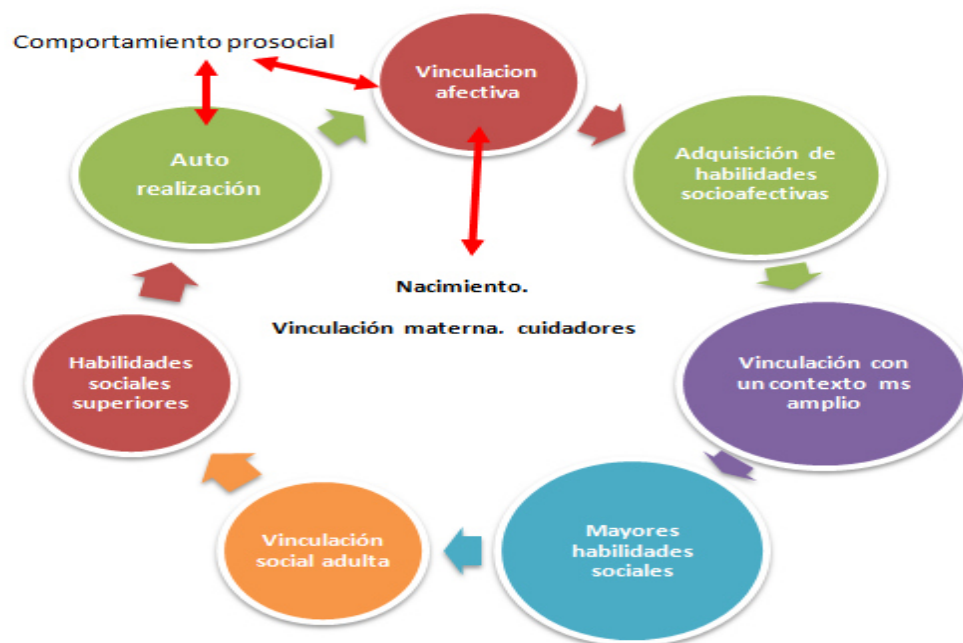 Comportamiento prosocial
Vinculacion
afectiva
Adquisición de
habilidades
socioafectivas
Vinculación con
un contexto ms
amplio
Mayores
habilidades
sociales
Vinculación
social adulta
Habilidades
sociales
superiores
Auto
realización
Nacimiento.
Vinculación materna. cuidadores